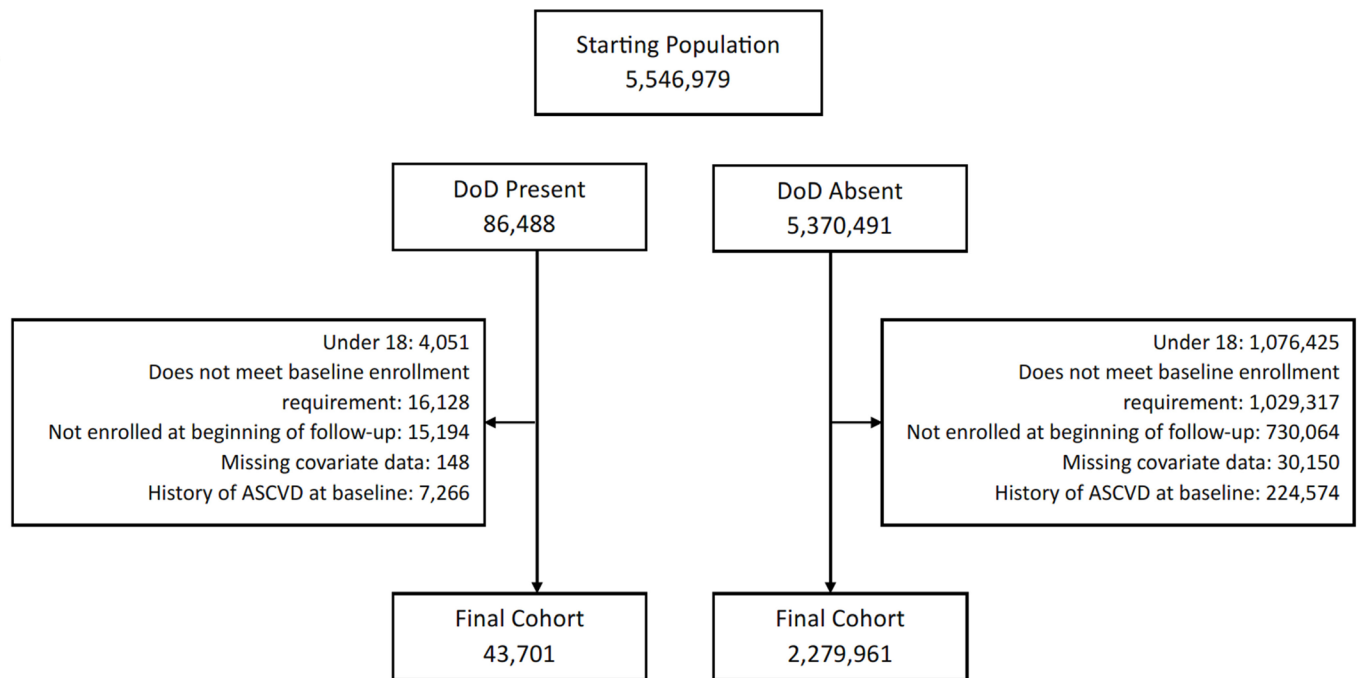 Starting Population
5,546,979
DoD Present
86,488
DoD Absent
5,370,491
Under 18: 4,051
Does not meet baseline enrollment
requirement: 16,128
Not enrolled at beginning of follow-up: 15,194
Missing covariate data: 148
History of ASCVD at baseline: 7,266
Under 18: 1,076,425
Does not meet baseline enrollment
requirement: 1,029,317
Not enrolled at beginning of follow-up: 730,064
Missing covariate data: 30,150
History of ASCVD at baseline: 224,574
Final Cohort
43,701
Final Cohort
2,279,961